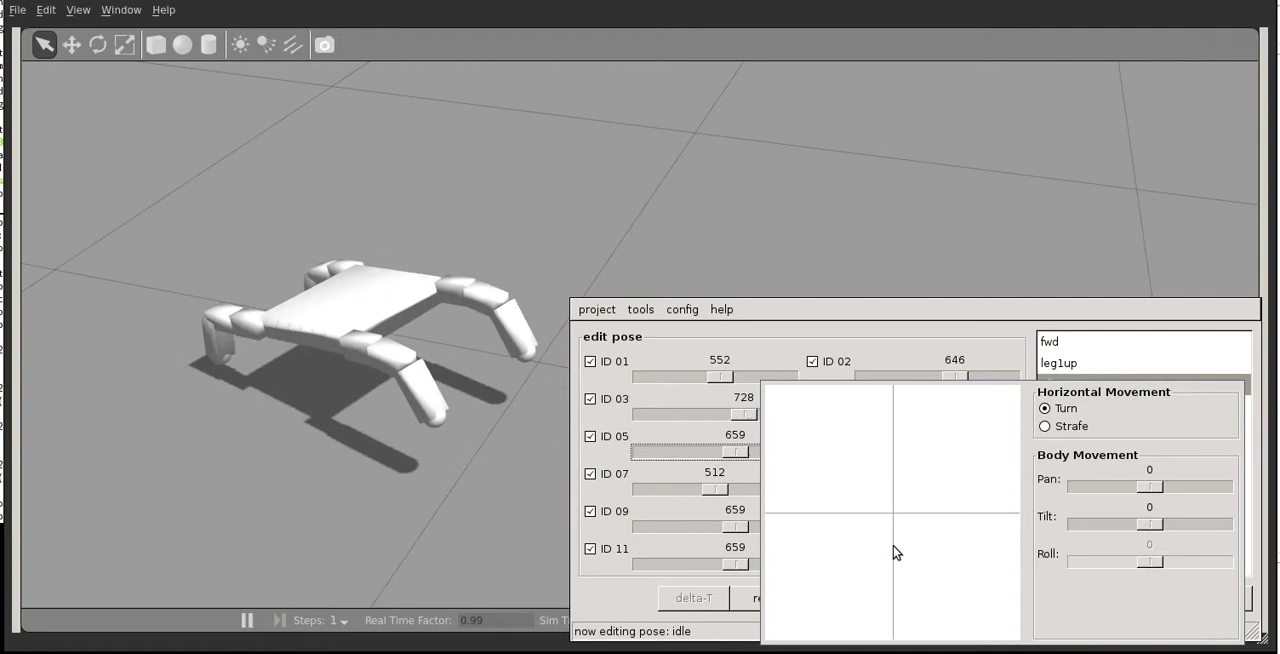 File Edit View Window Help
Steps: 1 Real Time Factor: 0.99 Sim Ti
project tools config help
edit pose
ID 01 552 ID 02 646
ID 03 728
ID 05 659
ID 07 512
ID 09 659
ID 11 659
delta-T re
now editing pose: idle
fwd
leg1up
Horizontal Movement
Turn
Strafe
Body Movement
Pan: 0
Tilt: 0
Roll: 0